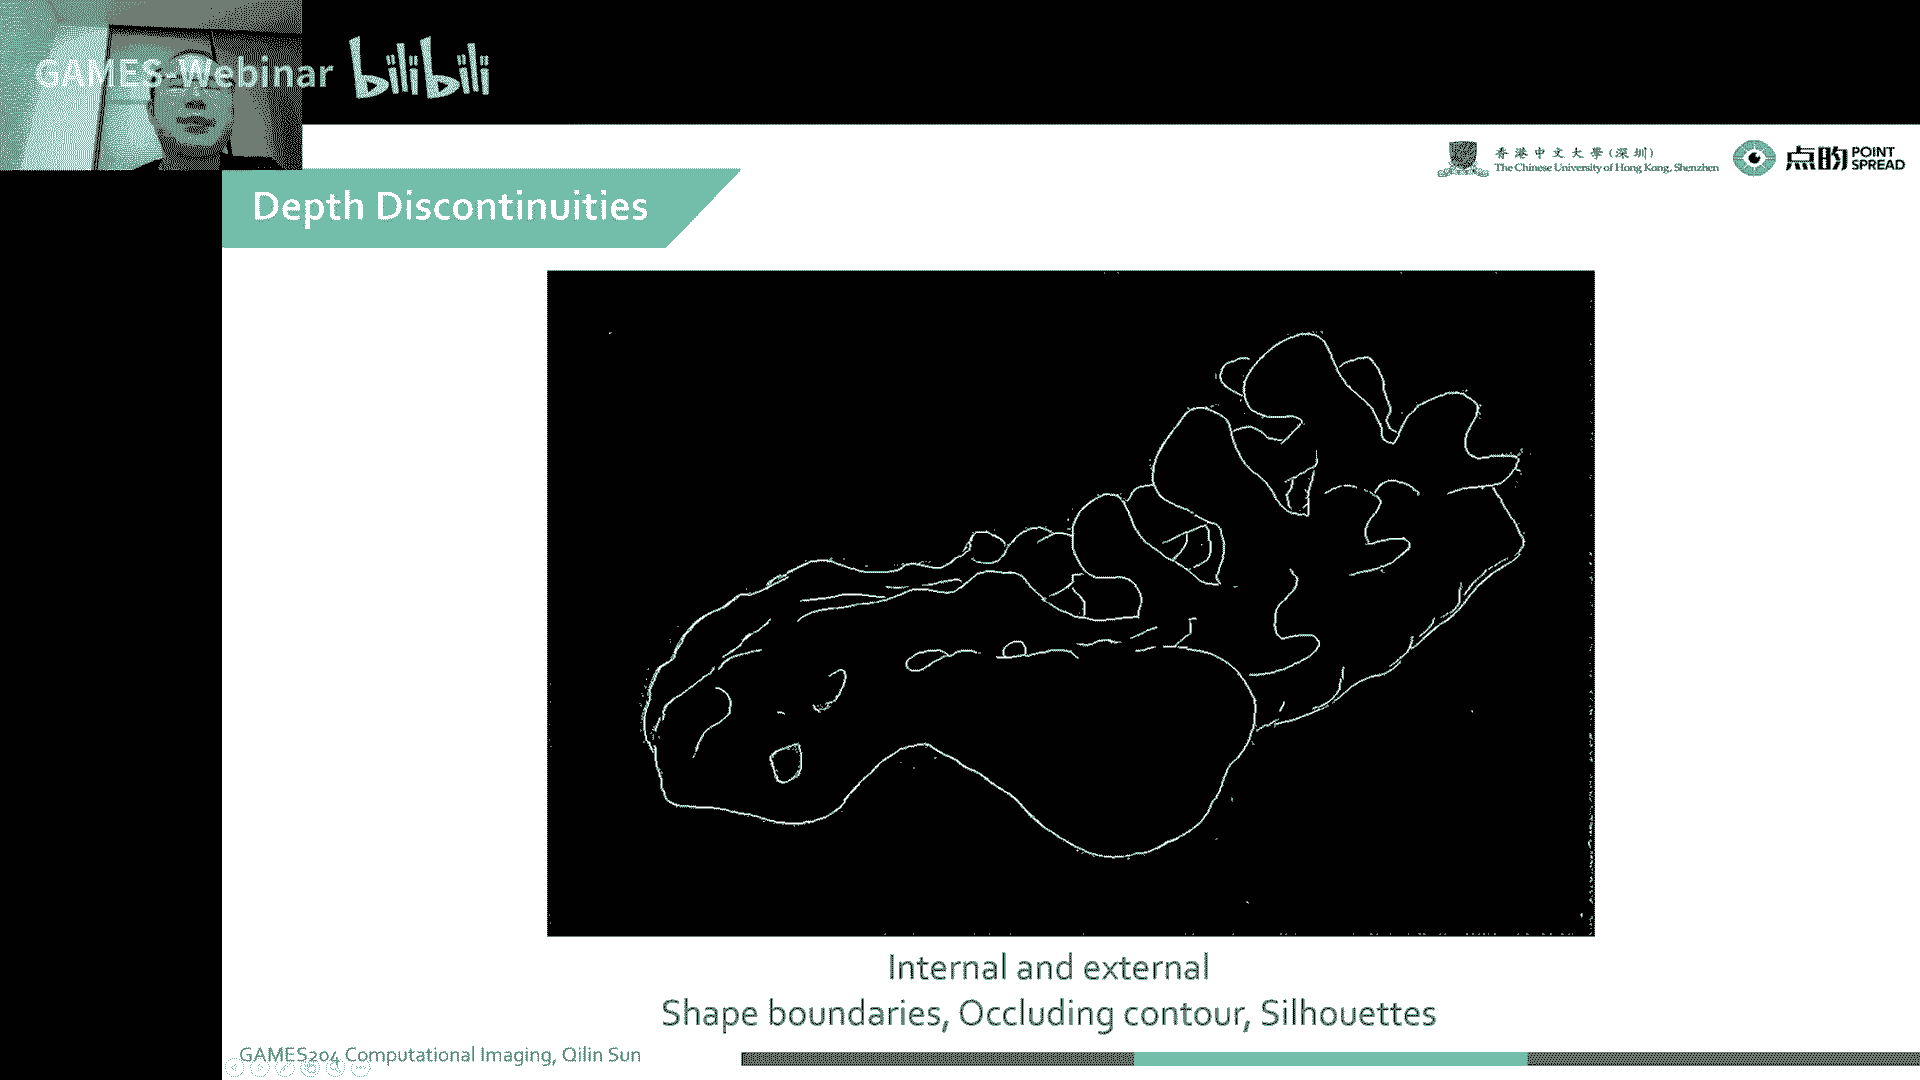 GAMES-Webinar bilibili
香港中文大學(深圳)
The Chinese University of Hong Kong, Shenzhen
点昀 POINT
SPREAD
Depth Discontinuities
Internal and external
Shape boundaries, Occluding contour, Silhouettes
GAMES204 Computational Imaging, Qilin Sun